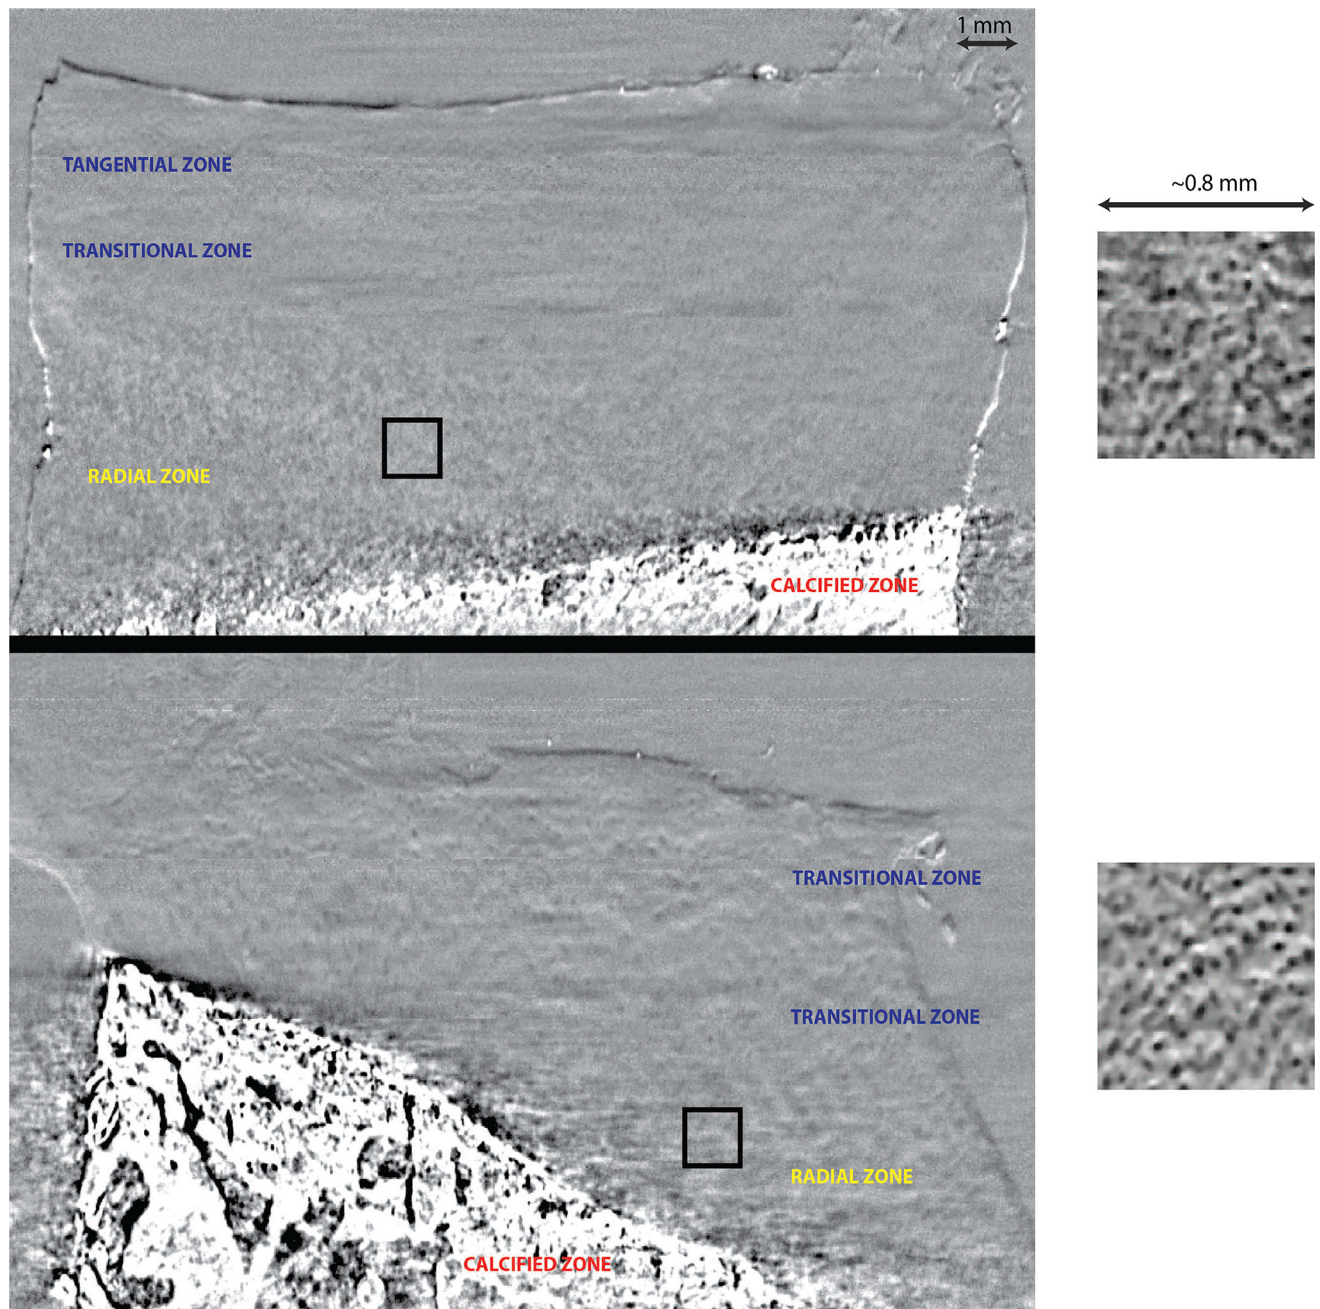 1 mm
TANGENTIAL ZONE
~0.8 mm
TRANSITIONAL ZONE
RADIAL ZONE
CALCIFIED ZONE
TRANSITIONAL ZONE
TRANSITIONAL ZONE
RADIAL ZONE
CALCIFIED ZONE